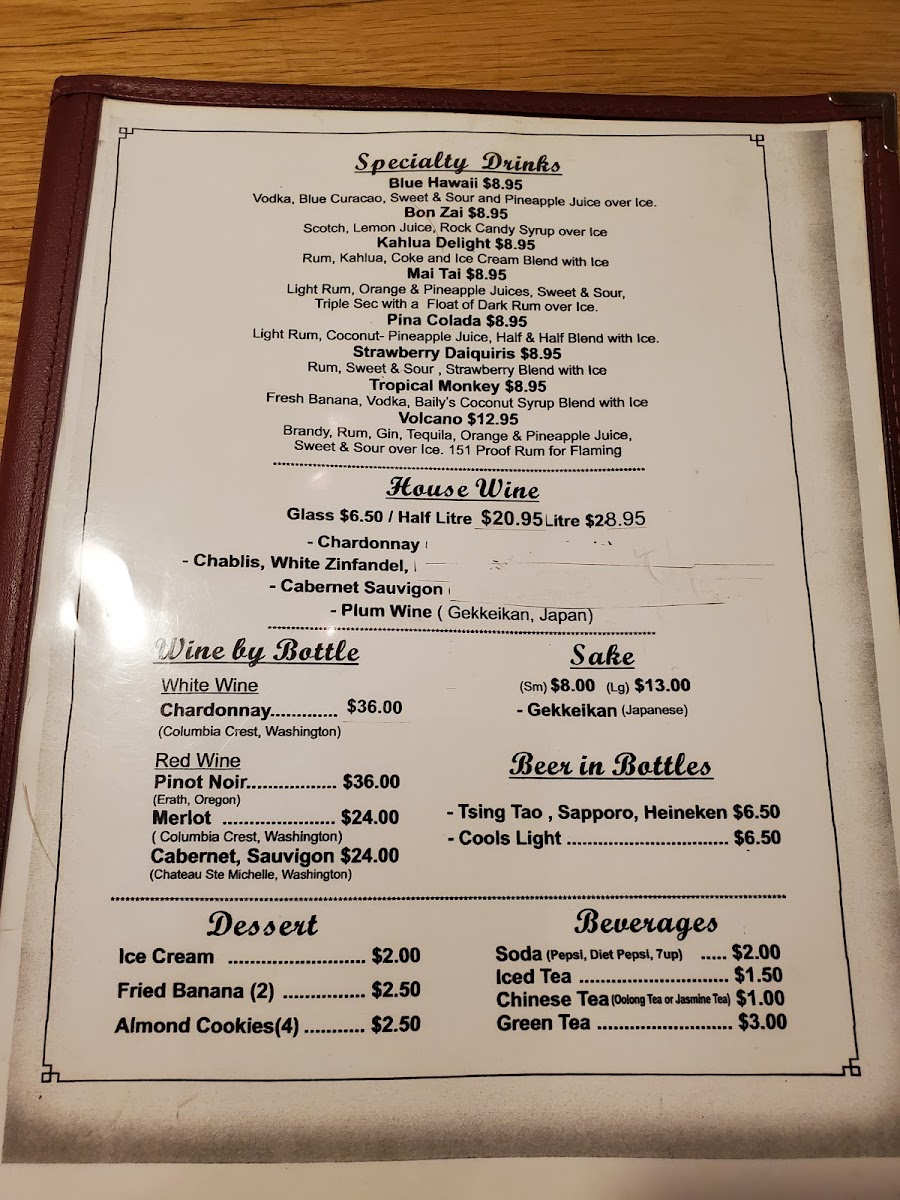 Specialty Drinks
Blue Hawaii $8.95
Vodka, Blue Curacao, Sweet & Sour and Pineapple Juice over Ice.
Bon Zai $8.95
Scotch, Lemon Juice, Rock Candy Syrup over Ice
Kahlua Delight $8.95
Rum, Kahlua, Coke and Ice Cream Blend with Ice
Mai Tai $8.95
Light Rum, Orange & Pineapple Juices, Sweet & Sour,
Triple Sec with a Float of Dark Rum over Ice.
Pina Colada $8.95
Light Rum, Coconut- Pineapple Juice, Half & Half Blend with Ice.
Strawberry Daiquiris $8.95
Rum, Sweet & Sour , Strawberry Blend with Ice
Tropical Monkey $8.95
Fresh Banana, Vodka, Baily's Coconut Syrup Blend with Ice
Volcano $12.95
Brandy, Rum, Gin, Tequila, Orange & Pineapple Juice,
Sweet & Sour over Ice. 151 Proof Rum for Flaming
House Wine
Glass $6.50 / Half Litre $20.95 Litre $28.95
- Chardonnay
- Chablis, White Zinfandel,
- Cabernet Sauvigon
- Plum Wine ( Gekkeikan, Japan)
Wine by Bottle
White Wine
Chardonnay............. $36.00
(Columbia Crest, Washington)
Red Wine
Pinot Noir.................. $36.00
(Erath, Oregon)
Merlot ...................... $24.00
( Columbia Crest, Washington)
Cabernet, Sauvigon $24.00
(Chateau Ste Michelle, Washington)
Sake
(Sm) $8.00 (Lg) $13.00
- Gekkeikan (Japanese)
Beer in Bottles
- Tsing Tao , Sapporo, Heineken $6.50
- Cools Light ................................ $6.50
Dessert
Ice Cream ......................... $2.00
Fried Banana (2) ............... $2.50
Almond Cookies(4) ........... $2.50
Beverages
Soda (Pepsi, Diet Pepsi, 7up) ..... $2.00
Iced Tea ............................. $1.50
Chinese Tea (Oolong Tea or Jasmine Tea) $1.00
Green Tea .......................... $3.00